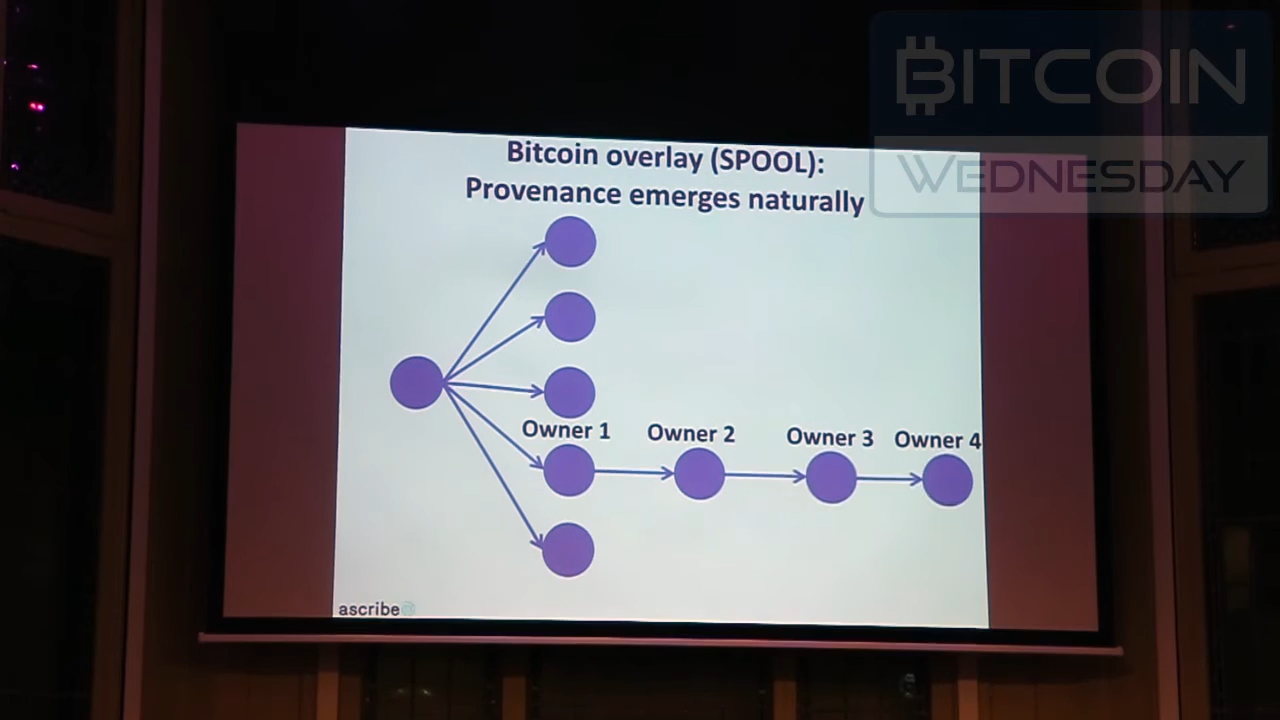 BITCOIN
WEDNESDAY
Bitcoin overlay (SPOOL):
Provenance emerges naturally
Owner 1
Owner 2
Owner 3
Owner 4
ascribe